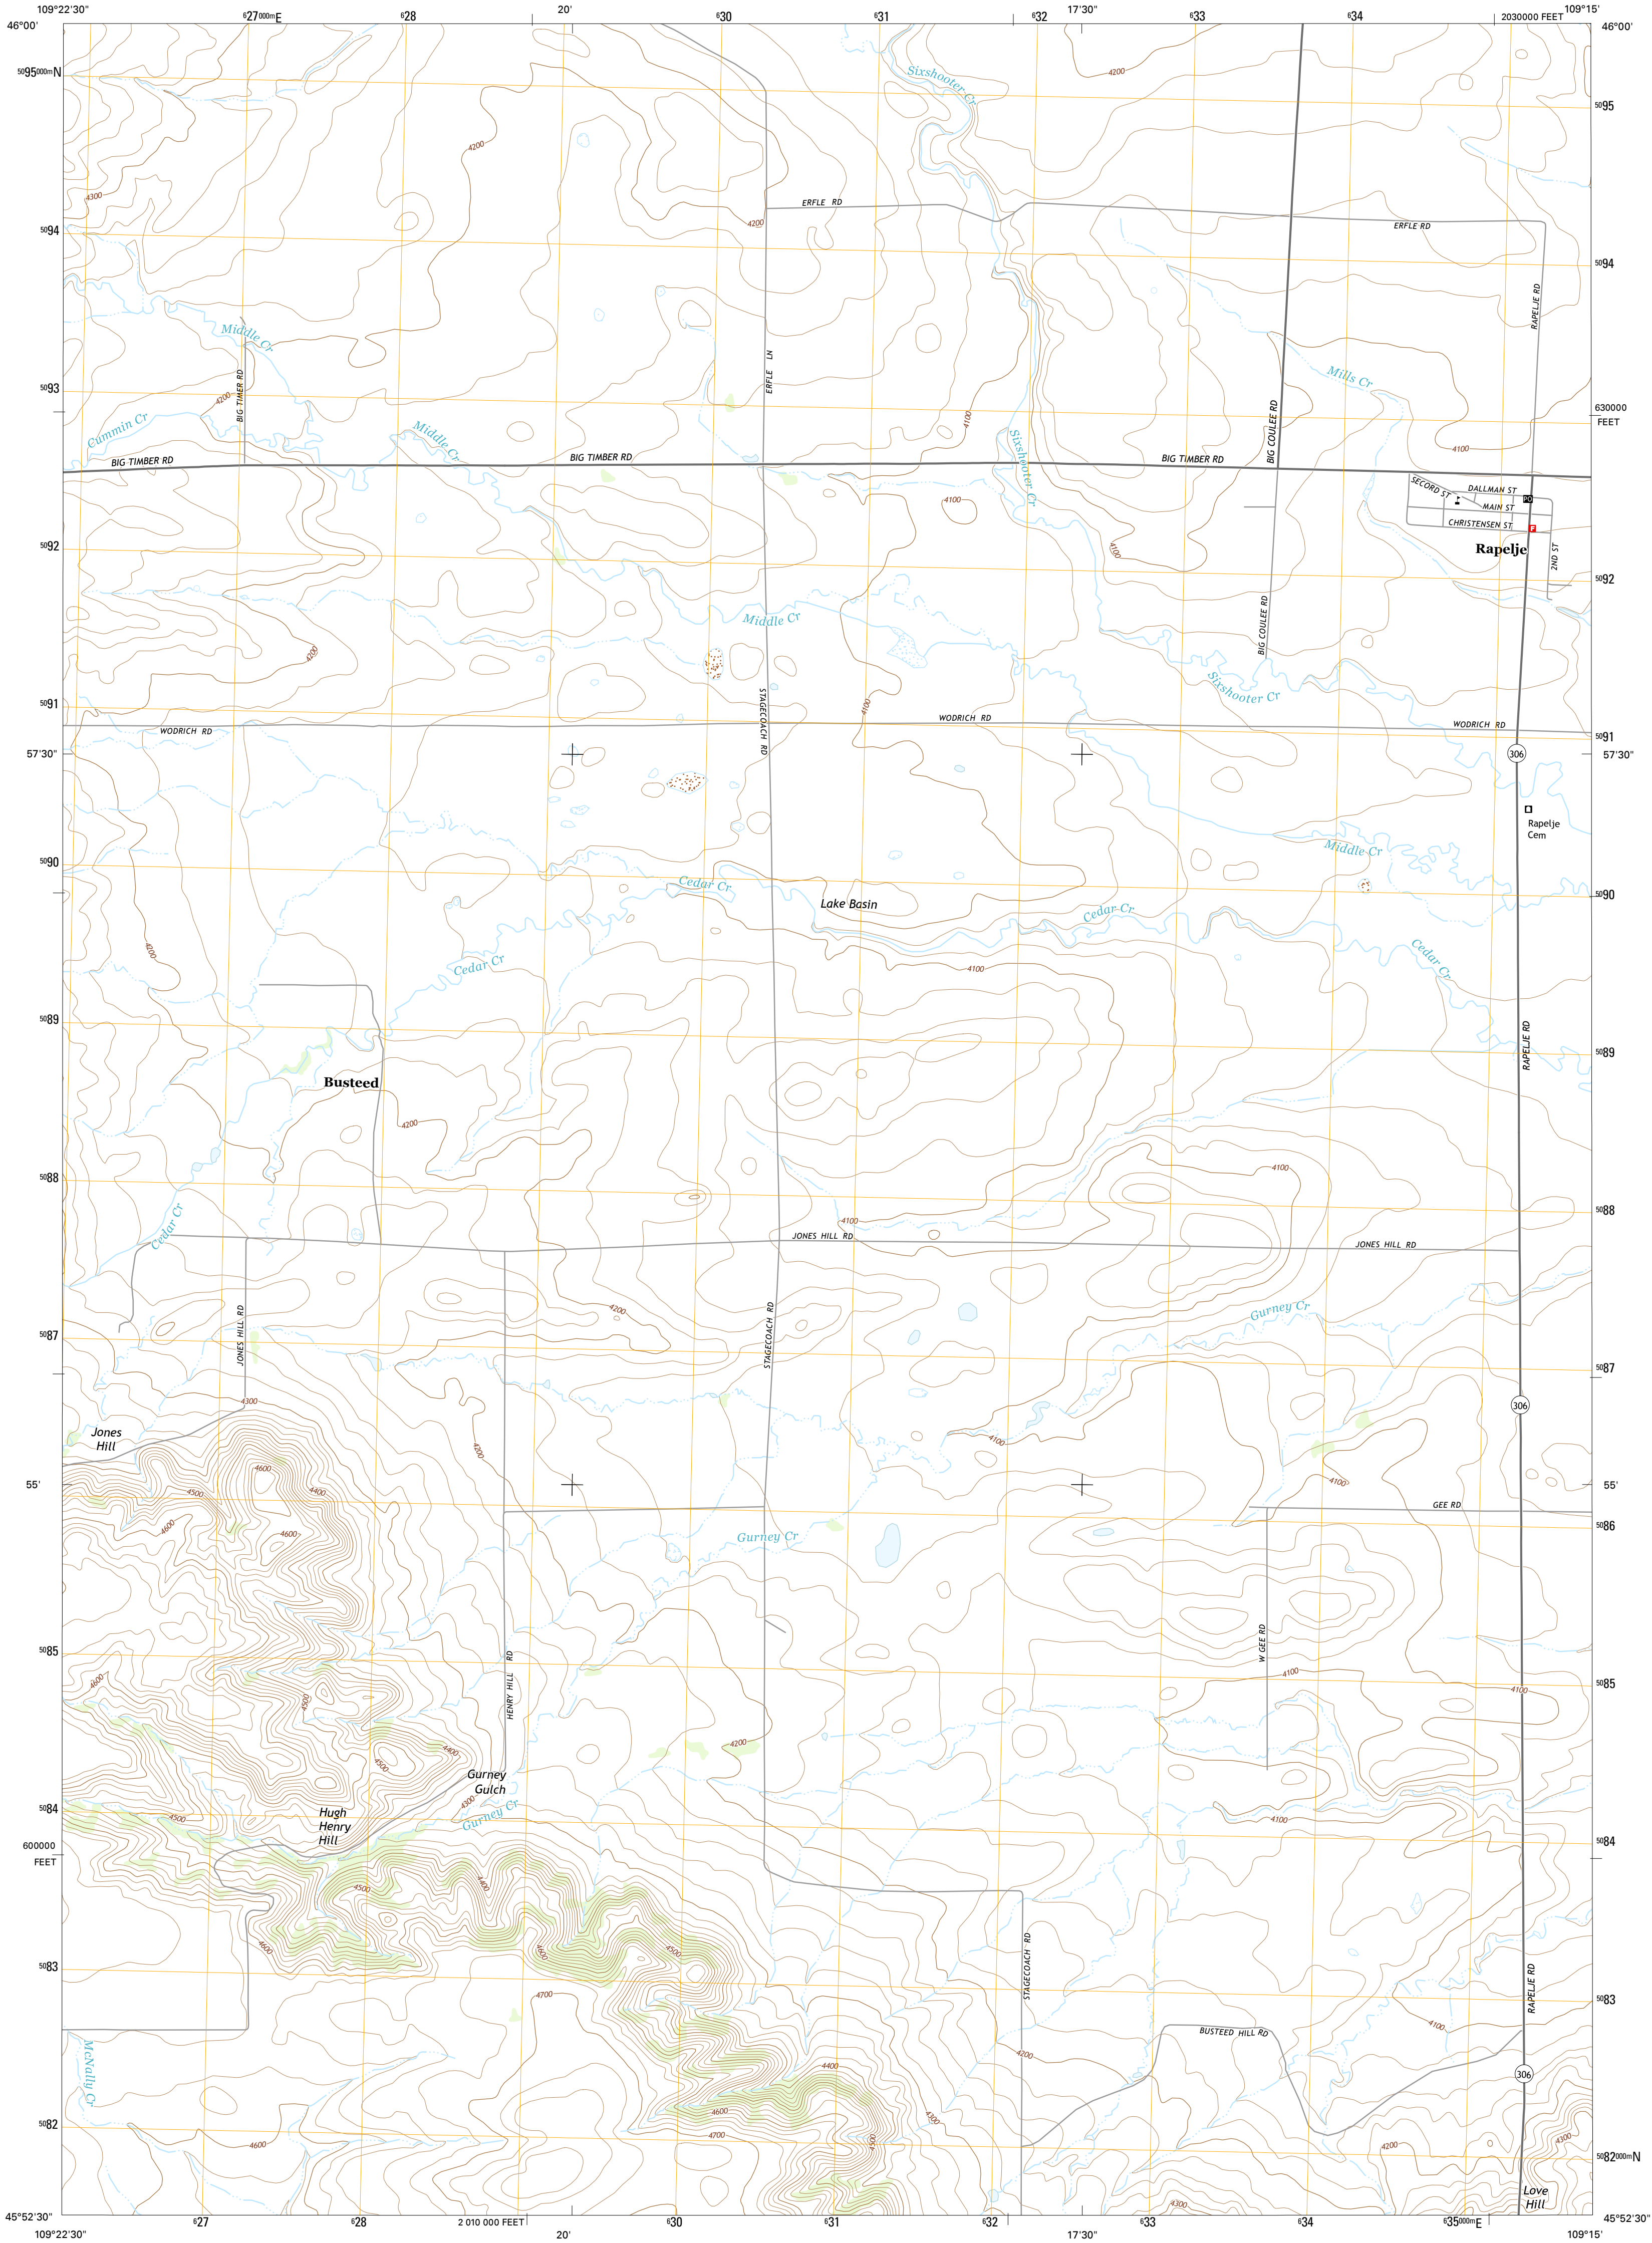 109°22'30"
⁶27⁰⁰⁰ᵐE
⁶28
20'
⁶30
⁶31
⁶32
17'30"
⁶33
⁶34
2030000 FEET
109°15'
46°00'
46°00'
⁵⁰95⁰⁰⁰ᵐN
Sixshooter Cr
4200
⁵⁰95
4200
4300
ERFLE RD
4200
ERFLE RD
⁵⁰94
⁵⁰94
RAPELJE RD
Middle Cr
ERFLE LN
BIG TIMER RD
Mills Cr
⁵⁰93
4200
4100
630000
FEET
Cummin Cr
Middle Cr
Sixshooter Cr
BIG COULEE RD
4100
BIG TIMBER RD
BIG TIMBER RD
BIG TIMBER RD
SECORD ST
DALLMAN ST
PO
MAIN ST
CHRISTENSEN ST
F
4100
4100
Rapelje
2ND ST
⁵⁰92
⁵⁰92
Middle Cr
BIG COULEE RD
4200
Sixshooter Cr
⁵⁰91
STAGECOACH RD
4100
WODRICH RD
WODRICH RD
WODRICH RD
⁵⁰91
57'30"
306
57'30"
Rapelje
Cem
Middle Cr
⁵⁰90
Cedar Cr
Lake Basin
Cedar Cr
⁵⁰90
4200
Cedar Cr
4100
Cedar Cr
⁵⁰89
RAPELJE RD
⁵⁰89
Busteed
4200
4100
⁵⁰88
Cedar Cr
4100
⁵⁰88
JONES HILL RD
JONES HILL RD
JONES HILL RD
4200
STAGECOACH RD
Gurney Cr
⁵⁰87
⁵⁰87
4300
306
Jones
Hill
4200
4100
4600
4500
4400
4100
55'
55'
4600
4600
GEE RD
Gurney Cr
⁵⁰86
W GEE RD
⁵⁰85
HENRY HILL RD
4600
4500
4100
4100
⁵⁰85
4200
4400
4500
Gurney
Gulch
4300
Gurney Cr
⁵⁰84
4500
Hugh
Henry
Hill
4100
⁵⁰84
600000
FEET
4500
4400
4600
4600
4500
STAGECOACH RD
⁵⁰83
4700
RAPELJE RD
⁵⁰83
4100
BUSTEED HILL RD
McNally Cr
4200
4400
306
4600
4300
⁵⁰82
4700
4500
4600
4200
4300
⁵⁰82⁰⁰⁰ᵐN
4300
Love
Hill
45°52'30"
⁶27
⁶28
2 010 000 FEET
⁶30
⁶31
⁶32
⁶33
⁶34
⁶35⁰⁰⁰ᵐE
45°52'30"
109°22'30"
20'
17'30"
109°15'